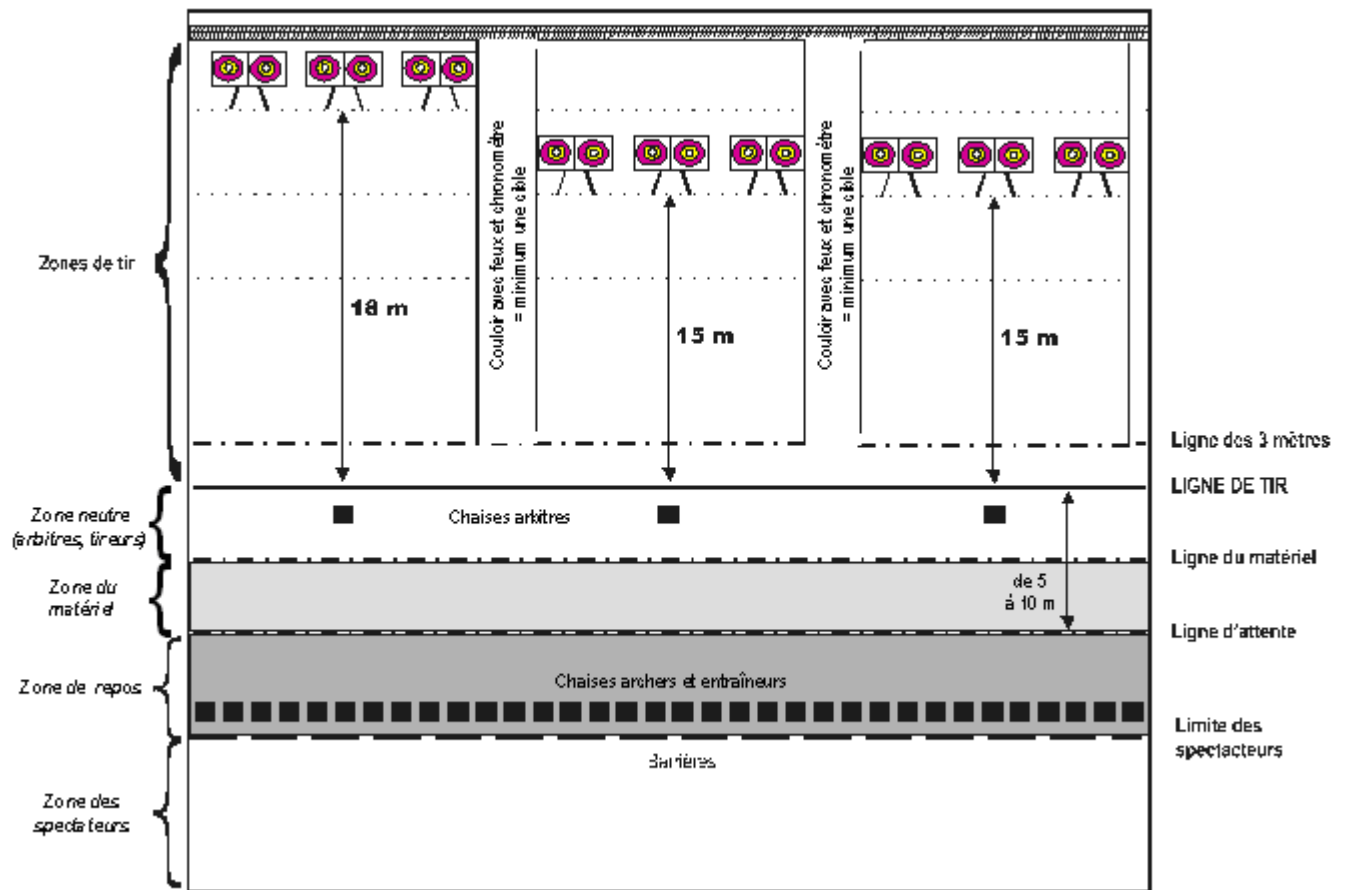 Zones de tir
Couloir avec feux et chronomètre
= minimum une cible
Couloir avec feux et chronomètre
= minimum une cible
18 m
15 m
15 m
Ligne des 3 mètres
LIGNE DE TIR
Zone neutre
(arbitres, tireurs)
Chaises arbitres
Ligne du matériel
Zone du
matériel
de 5
à 10 m
Ligne d'attente
Zone de repos
Chaises archers et entraîneurs
Limite des
spectacteurs
Barrières
Zone des
spectateurs